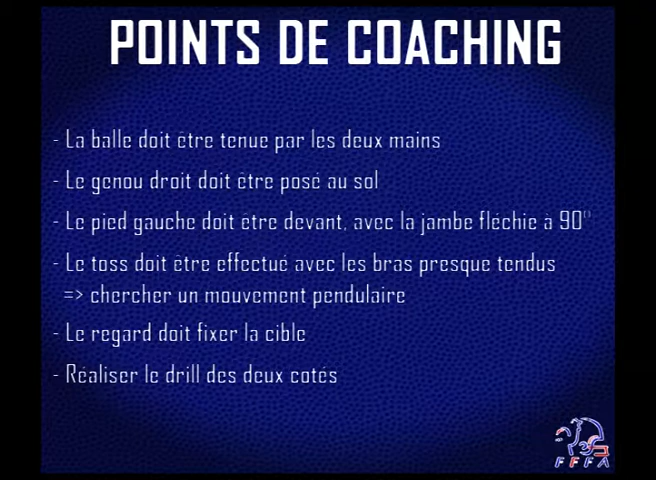 POINTS DE COACHING
- La balle doit être tenue par les deux mains
- Le genou droit doit être posé au sol
- Le pied gauche doit être devant, avec la jambe fléchie à 90°
- Le toss doit être effectué avec les bras presque tendus
=> chercher un mouvement pendulaire
- Le regard doit fixer la cible
- Réaliser le drill des deux cotés
FFFA